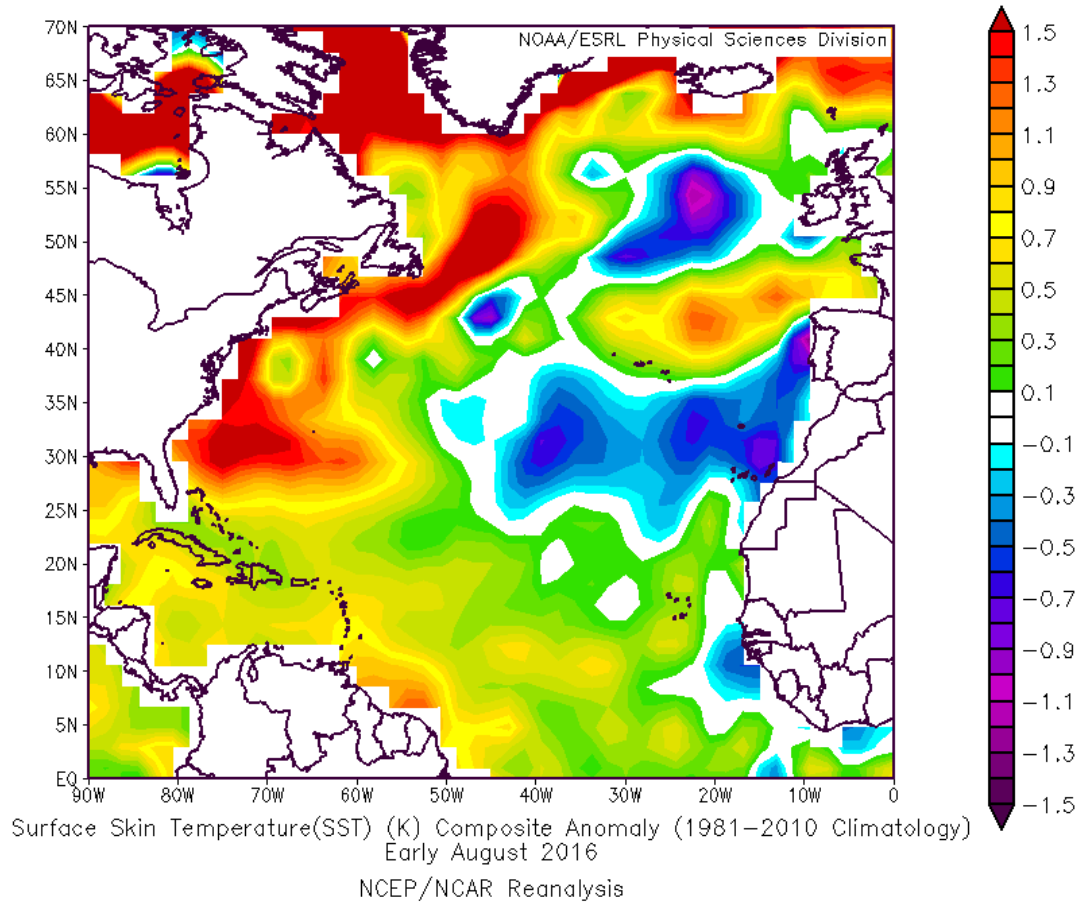 NOAA/ESRL Physical Sciences Division
70N
65N
60N
55N
50N
45N
40N
35N
30N
25N
20N
15N
10N
5N
EQ
90W 80W 70W 60W 50W 40W 30W 20W 10W 0
1.5
1.3
1.1
0.9
0.7
0.5
0.3
0.1
-0.1
-0.3
-0.5
-0.7
-0.9
-1.1
-1.3
-1.5
Surface Skin Temperature(SST) (K) Composite Anomaly (1981-2010 Climatology)
Early August 2016
NCEP/NCAR Reanalysis